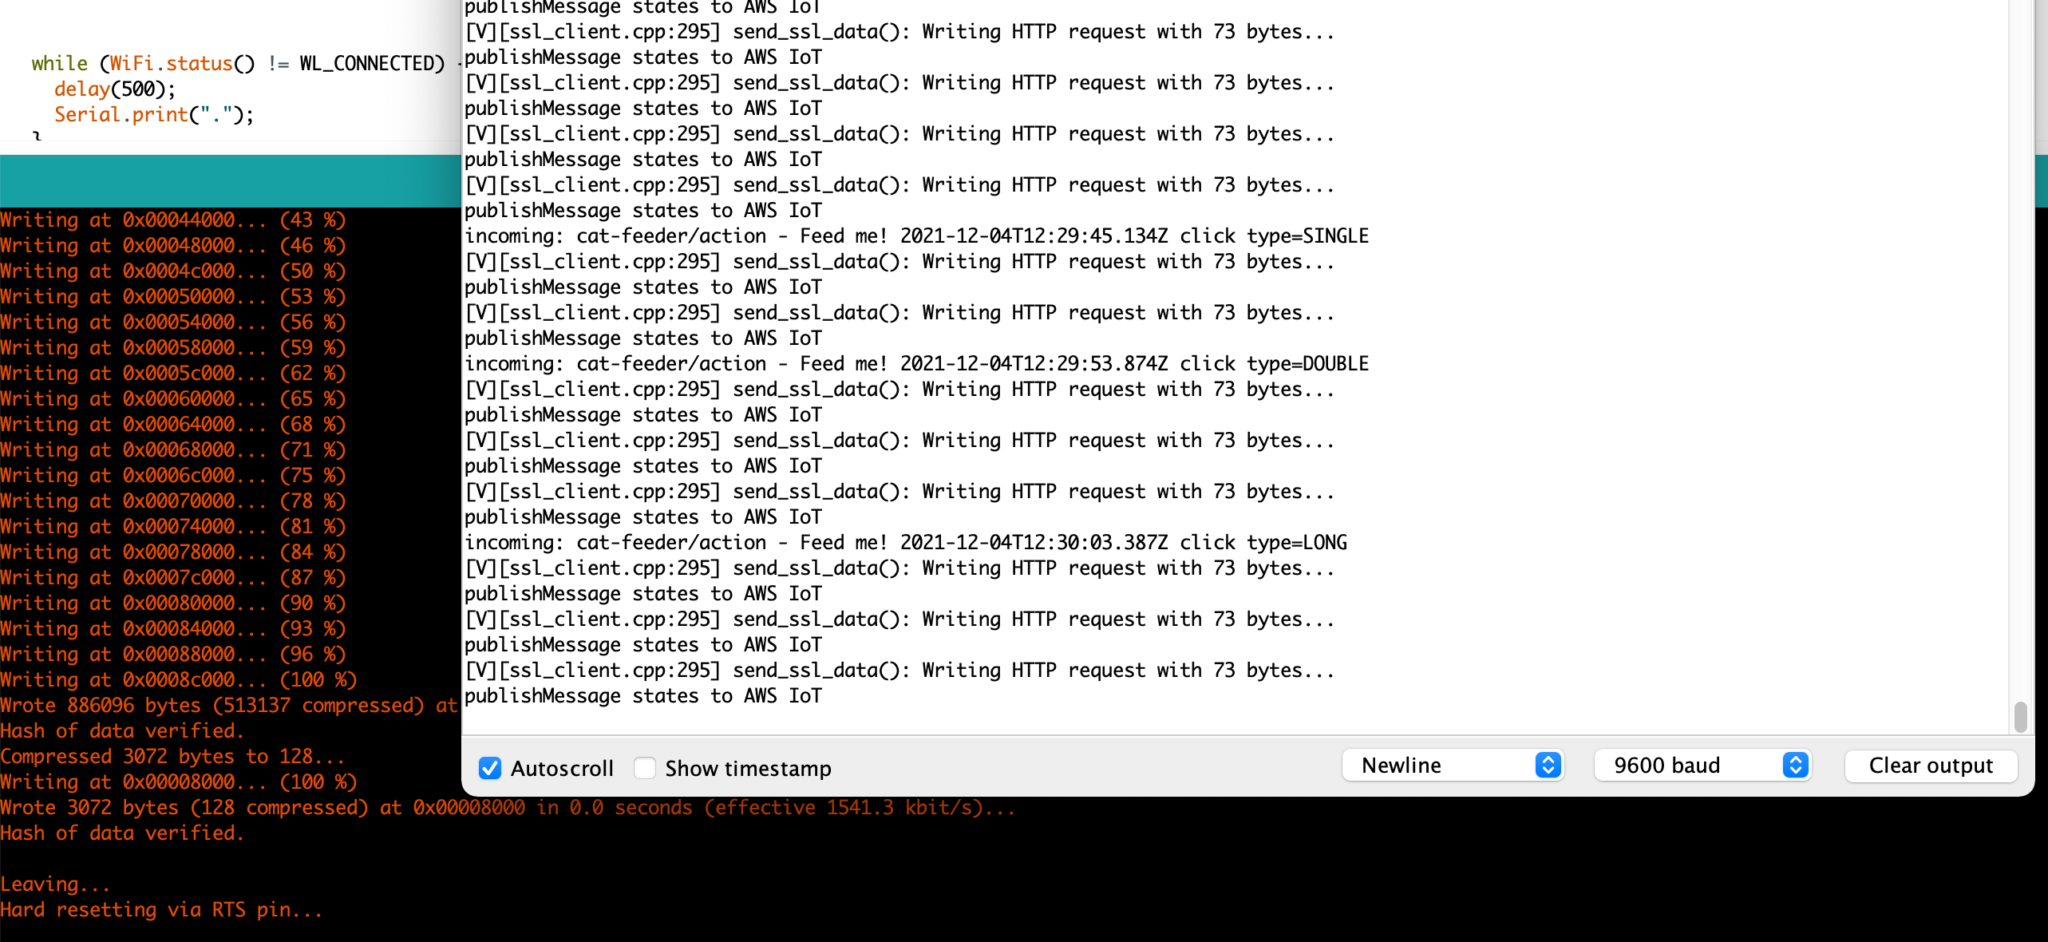 while (WiFi.status() != WL_CONNECTED)
delay(500);
Serial.print(".");
}
Writing at 0x00044000... (43 %)
Writing at 0x00048000... (46 %)
Writing at 0x0004c000... (50 %)
Writing at 0x00050000... (53 %)
Writing at 0x00054000... (56 %)
Writing at 0x00058000... (59 %)
Writing at 0x0005c000... (62 %)
Writing at 0x00060000... (65 %)
Writing at 0x00064000... (68 %)
Writing at 0x00068000... (71 %)
Writing at 0x0006c000... (75 %)
Writing at 0x00070000... (78 %)
Writing at 0x00074000... (81 %)
Writing at 0x00078000... (84 %)
Writing at 0x0007c000... (87 %)
Writing at 0x00080000... (90 %)
Writing at 0x00084000... (93 %)
Writing at 0x00088000... (96 %)
Writing at 0x0008c000... (100 %)
Wrote 886096 bytes (513137 compressed) at
Hash of data verified.
Compressed 3072 bytes to 128...
Writing at 0x00008000... (100 %)
Wrote 3072 bytes (128 compressed) at 0x00008000 in 0.0 seconds (effective 1541.3 kbit/s)...
Hash of data verified.
Leaving...
Hard resetting via RTS pin...
publishMessage states to AWS IoT
[V][ssl_client.cpp:295] send_ssl_data(): Writing HTTP request with 73 bytes...
publishMessage states to AWS IoT
[V][ssl_client.cpp:295] send_ssl_data(): Writing HTTP request with 73 bytes...
publishMessage states to AWS IoT
[V][ssl_client.cpp:295] send_ssl_data(): Writing HTTP request with 73 bytes...
publishMessage states to AWS IoT
[V][ssl_client.cpp:295] send_ssl_data(): Writing HTTP request with 73 bytes...
publishMessage states to AWS IoT
incoming: cat-feeder/action - Feed me! 2021-12-04T12:29:45.134Z click type=SINGLE
[V][ssl_client.cpp:295] send_ssl_data(): Writing HTTP request with 73 bytes...
publishMessage states to AWS IoT
[V][ssl_client.cpp:295] send_ssl_data(): Writing HTTP request with 73 bytes...
publishMessage states to AWS IoT
incoming: cat-feeder/action - Feed me! 2021-12-04T12:29:53.874Z click type=DOUBLE
[V][ssl_client.cpp:295] send_ssl_data(): Writing HTTP request with 73 bytes...
publishMessage states to AWS IoT
[V][ssl_client.cpp:295] send_ssl_data(): Writing HTTP request with 73 bytes...
publishMessage states to AWS IoT
[V][ssl_client.cpp:295] send_ssl_data(): Writing HTTP request with 73 bytes...
publishMessage states to AWS IoT
incoming: cat-feeder/action - Feed me! 2021-12-04T12:30:03.387Z click type=LONG
[V][ssl_client.cpp:295] send_ssl_data(): Writing HTTP request with 73 bytes...
publishMessage states to AWS IoT
[V][ssl_client.cpp:295] send_ssl_data(): Writing HTTP request with 73 bytes...
publishMessage states to AWS IoT
[V][ssl_client.cpp:295] send_ssl_data(): Writing HTTP request with 73 bytes...
publishMessage states to AWS IoT
Autoscroll Show timestamp Newline 9600 baud Clear output